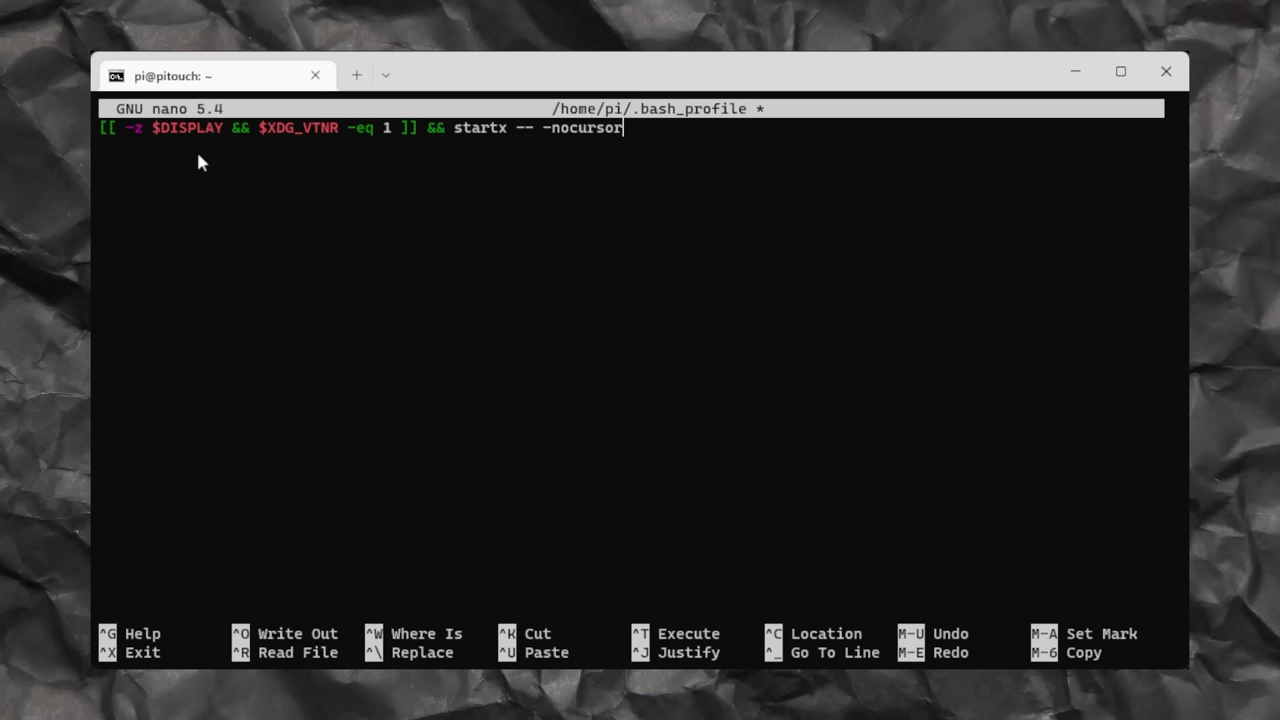 pi@pitouch: ~
GNU nano 5.4 /home/pi/.bash_profile *
[[ -z $DISPLAY && $XDG_VTNR -eq 1 ]] && startx -- -nocursor
^G Help ^O Write Out ^W Where Is ^K Cut ^T Execute ^C Location M-U Undo M-A Set Mark
^X Exit ^R Read File ^\ Replace ^U Paste ^J Justify ^_ Go To Line M-E Redo M-6 Copy